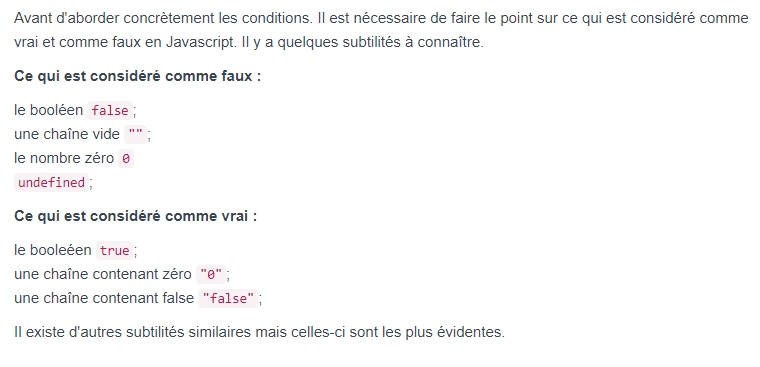 Avant d'aborder concrètement les conditions. Il est nécessaire de faire le point sur ce qui est considéré comme
vrai et comme faux en Javascript. Il y a quelques subtilités à connaître.
Ce qui est considéré comme faux :
le booléen false ;
une chaîne vide "" ;
le nombre zéro 0
undefined ;
Ce qui est considéré comme vrai :
le booleéen true ;
une chaîne contenant zéro "0" ;
une chaîne contenant false "false" ;
Il existe d'autres subtilités similaires mais celles-ci sont les plus évidentes.